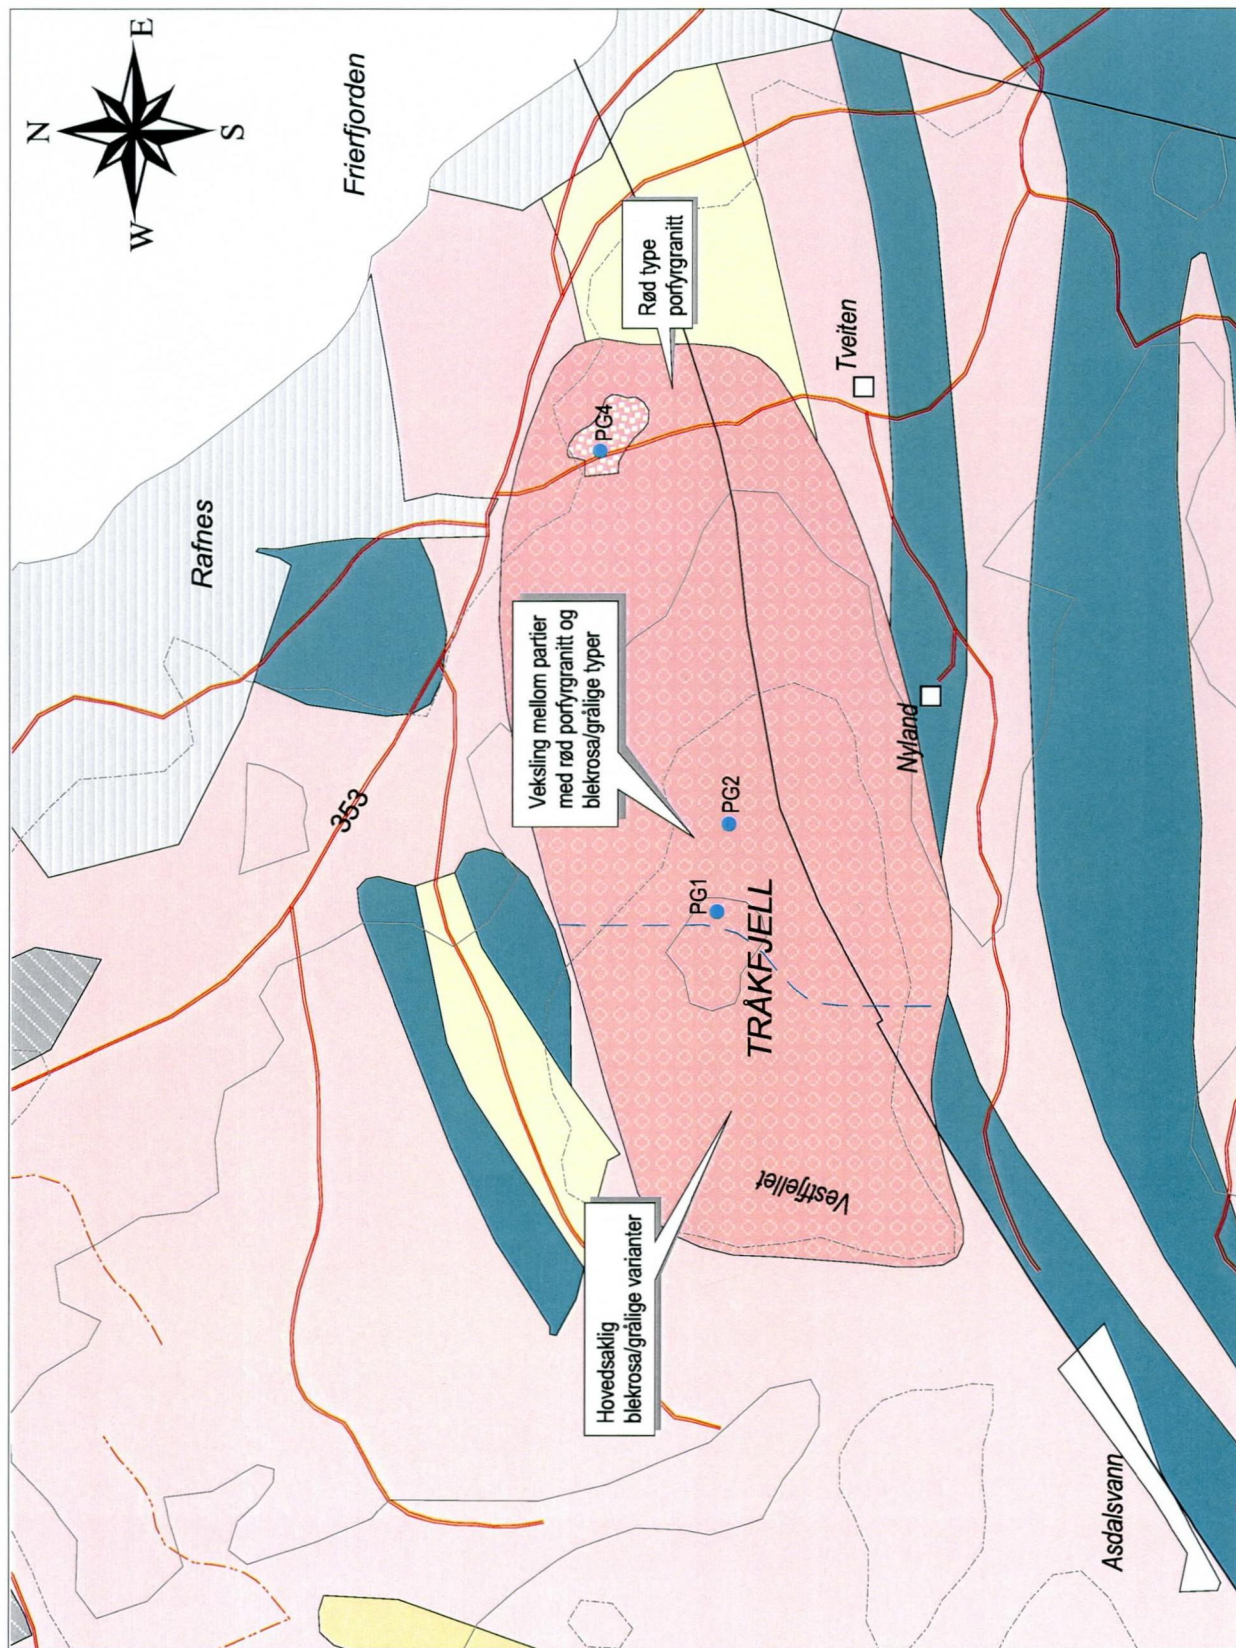 N
E
S
W
Frierfjorden
Rafnes
353
Rød type
porfyrgranitt
PG4
Tveiten
Veksling mellom partier
med rød porfyrgranitt og
blekrosa/grålige typer
PG2
PG1
Nyland
TRÅKFJELL
Hovedsaklig
blekrosa/grålige varianter
Vestfjellet
Asdalsvann